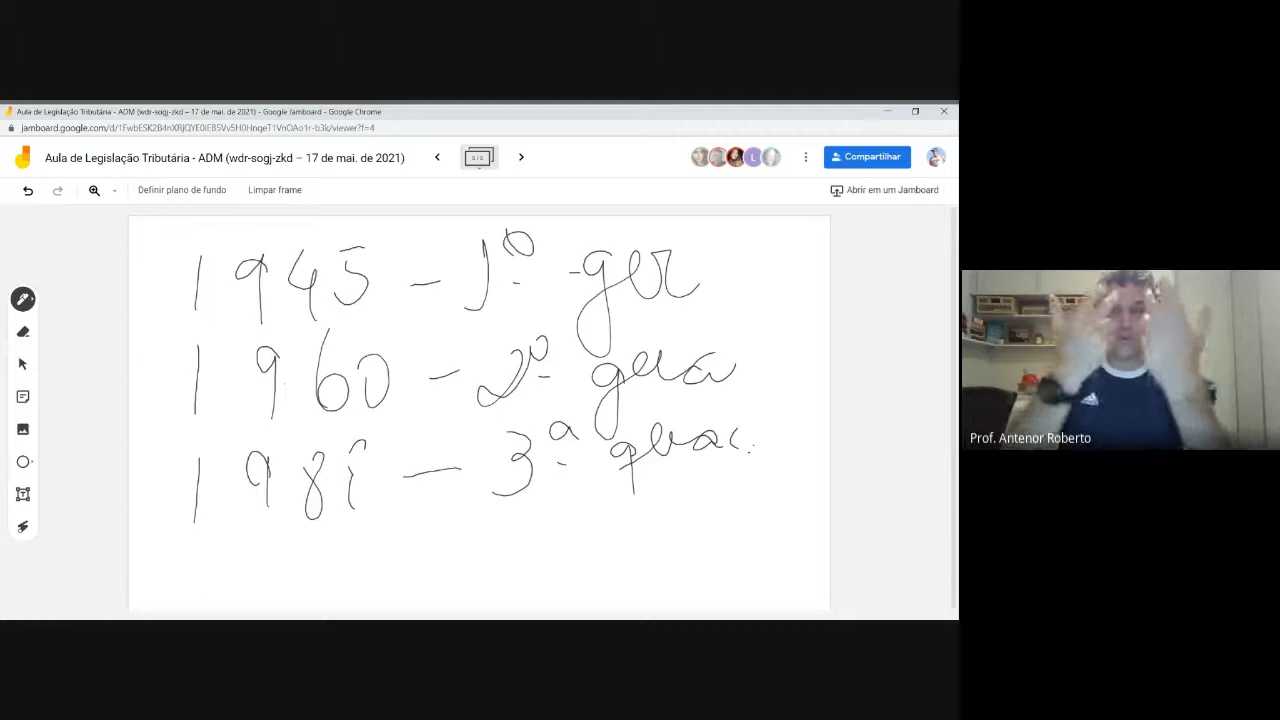 Aula de Legislação Tributária - ADM (wdr-sogj-zkd – 17 de mai. de 2021) - Google Jamboard - Google Chrome
jamboard.google.com/d/1FwbESK2B4nXRjQYE0iEB5Vv5H0HnqeT1VnOAo1r-b3k/viewer?f=4
Aula de Legislação Tributária - ADM (wdr-sogj-zkd – 17 de mai. de 2021)
5/5
L
Compartilhar
Definir plano de fundo
Limpar frame
Abrir em um Jamboard
1945 - 1º - ger
1960 - 2º gera
198 — 3ª gerac.
Prof. Antenor Roberto